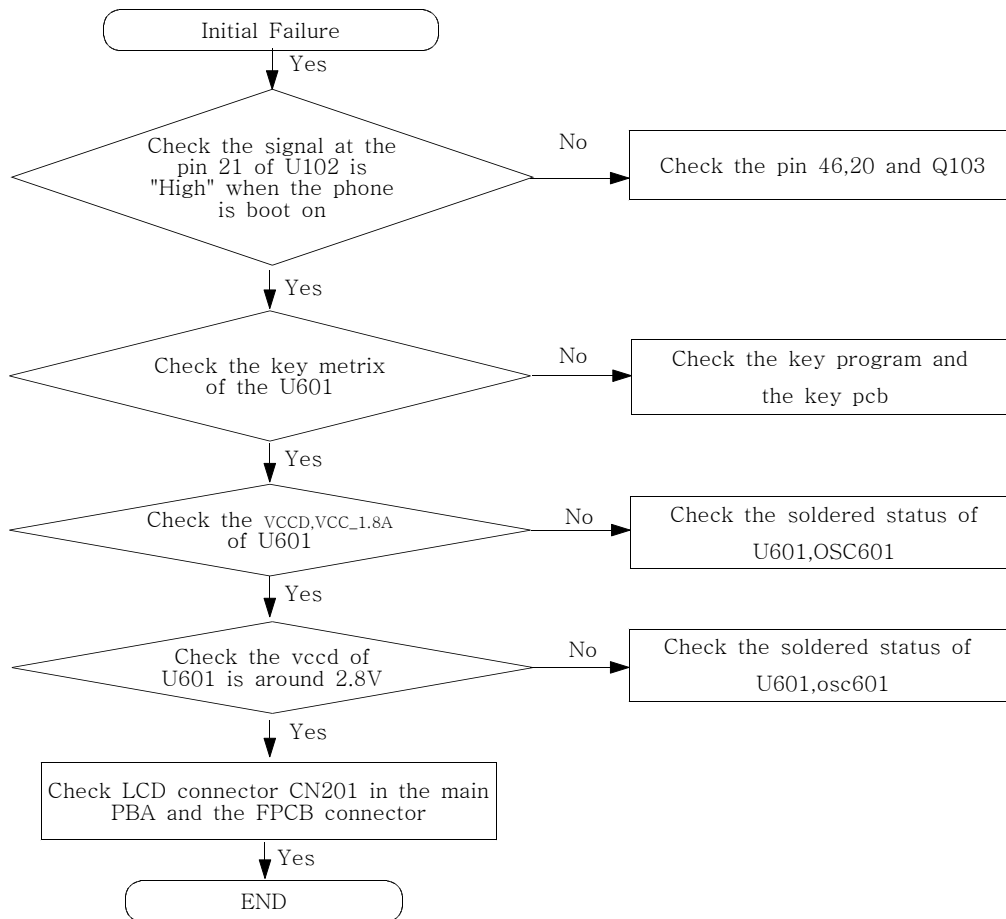 Initial Failure
Yes
Check the signal at the
pin 21 of U102 is
"High" when the phone
is boot on
No
Check the pin 46,20 and Q103
Yes
Check the key metrix
of the U601
No
Check the key program and
the key pcb
Yes
Check the VCCD,VCC_1.8A
of U601
No
Check the soldered status of
U601,OSC601
Yes
Check the vccd of
U601 is around 2.8V
No
Check the soldered status of
U601,osc601
Yes
Check LCD connector CN201 in the main
PBA and the FPCB connector
Yes
END